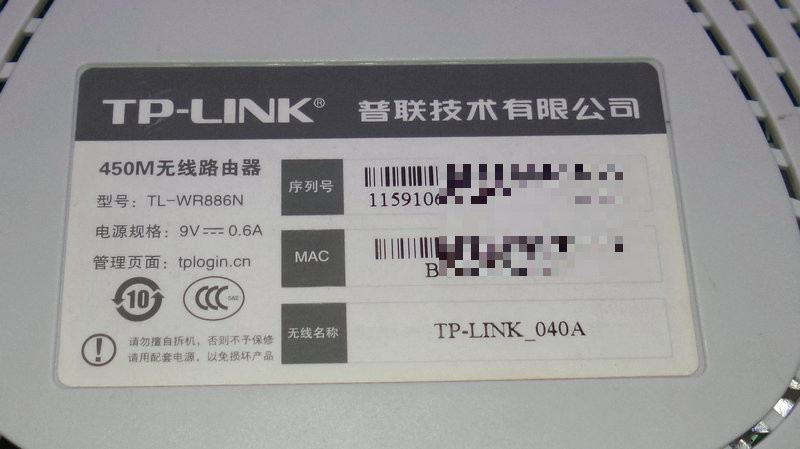 TP-LINK® 普联技术有限公司
450M无线路由器
型号：TL-WR886N
电源规格：9V⎓0.6A
管理页面：tplogin.cn
10
CCC
请勿擅自拆机，否则不予保修
请用配套电源，以免损坏产品
序列号
1159106
MAC
B
无线名称
TP-LINK_040A